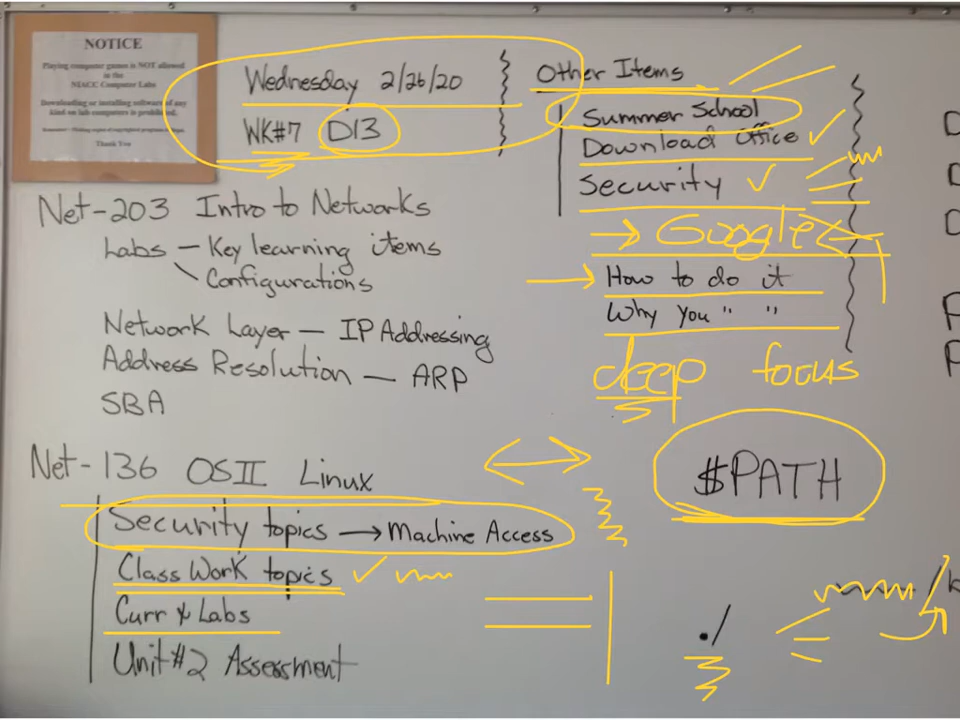 NOTICE
Playing computer games is NOT allowed
in the
NIACC Computer Labs
Downloading or installing software of any
kind on lab computers is prohibited.
Thank You
Wednesday 2/26/20
WK#7 D13
Other Items
Summer School
Download Office
Security
Google
How to do it
Why you " "
deep focus
Net-203 Intro to Networks
Labs - Key learning items
- Configurations
Network Layer - IP Addressing
Address Resolution - ARP
SBA
Net-136 OSII Linux
Security topics → Machine Access
Class Work topics
Curr & Labs
Unit#2 Assessment
$PATH
./